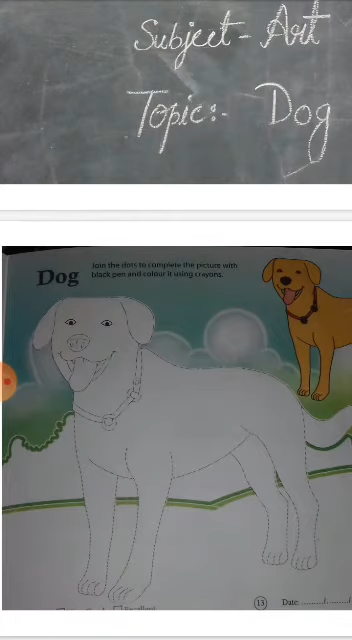 Subject - Art
Topic:- Dog
Dog
Join the dots to complete the picture with
black pen and colour it using crayons.
Excellent
13
Date: